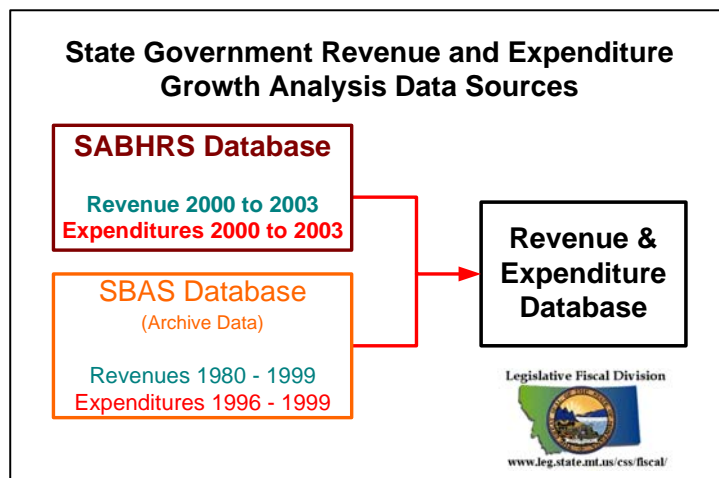 State Government Revenue and Expenditure
Growth Analysis Data Sources
SABHRS Database
Revenue 2000 to 2003
Expenditures 2000 to 2003
SBAS Database
(Archive Data)
Revenues 1980 - 1999
Expenditures 1996 - 1999
Revenue &
Expenditure
Database
Legislative Fiscal Division
www.leg.state.mt.us/css/fiscal/